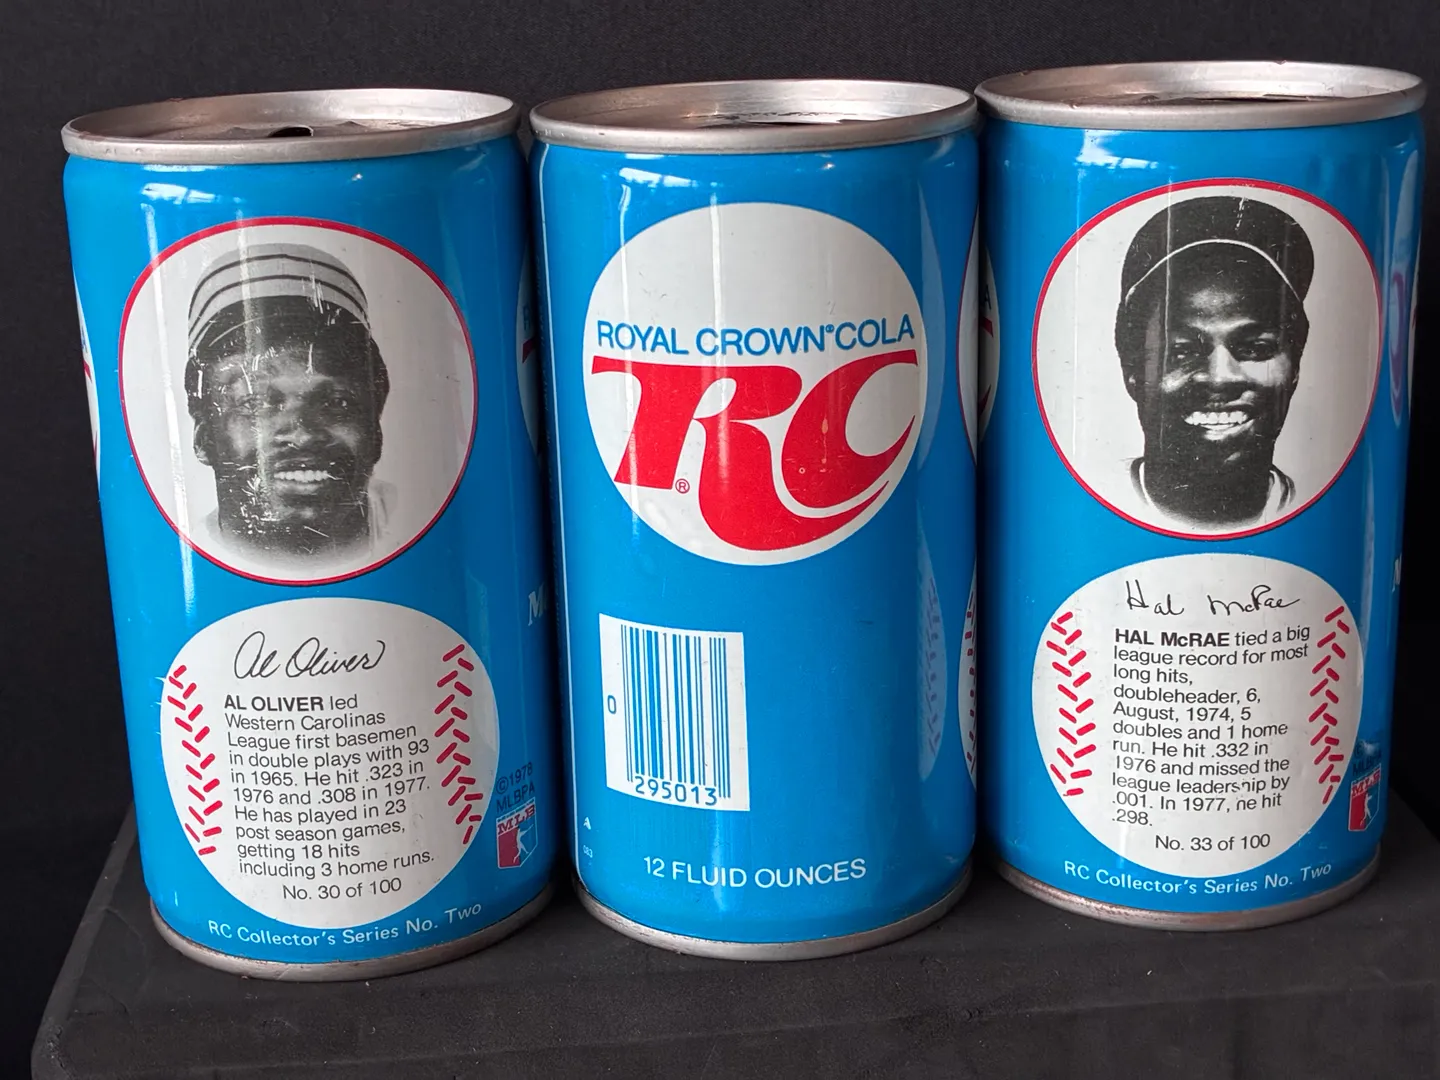 Al Oliver
AL OLIVER led
Western Carolinas
League first basemen
in double plays with 93
in 1965. He hit .323 in
1976 and .308 in 1977.
He has played in 23
post season games,
getting 18 hits
including 3 home runs.
No. 30 of 100
RC Collector's Series No. Two
©1978
MLBPA
MLB
ROYAL CROWN®COLA
RC®
0
295013
12 FLUID OUNCES
Hal McRae
HAL McRAE tied a big
league record for most
long hits,
doubleheader, 6,
August, 1974, 5
doubles and 1 home
run. He hit .332 in
1976 and missed the
league leadership by
.001. In 1977, he hit
.298.
No. 33 of 100
RC Collector's Series No. Two